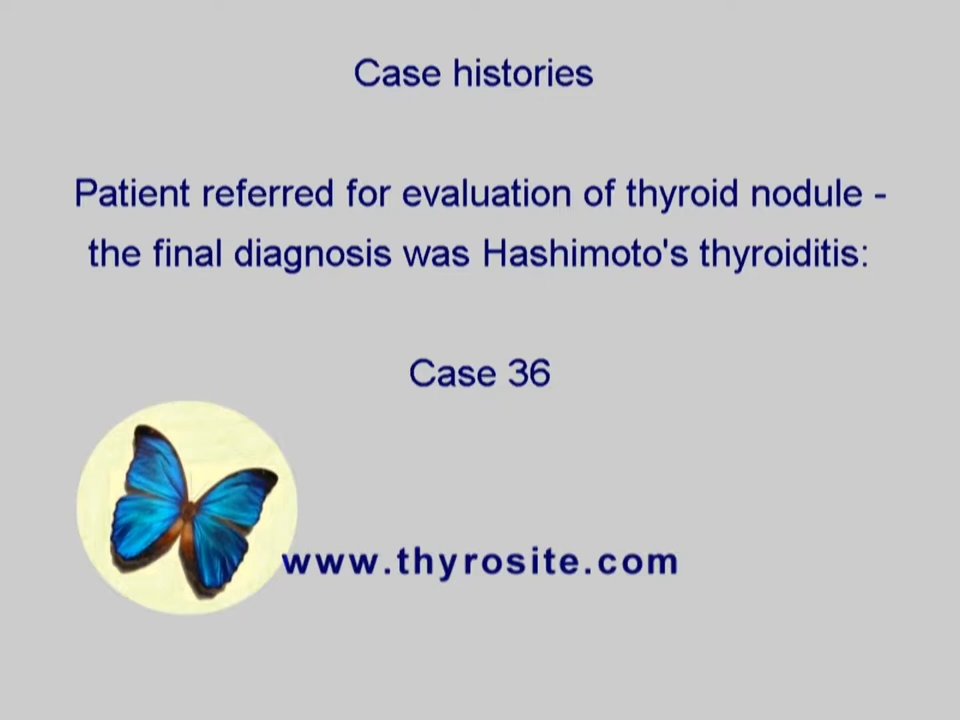 Case histories
Patient referred for evaluation of thyroid nodule -
the final diagnosis was Hashimoto's thyroiditis:
Case 36
www.thyrosite.com